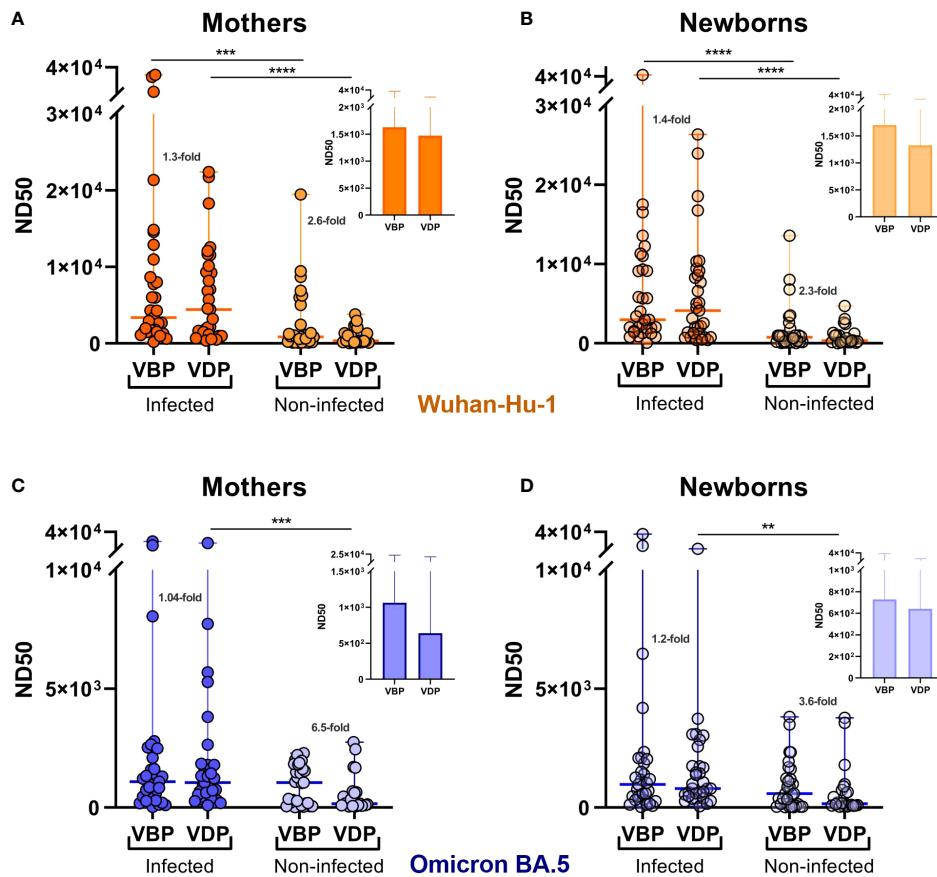 A
Mothers
***
****
4×10⁴
3×10⁴
2×10⁴
1×10⁴
0
ND50
1.3-fold
2.6-fold
4×10⁴
2×10³
1.5×10³
1×10³
5×10²
0
ND50
VBP VDP
VBP VDP VBP VDP
Infected Non-infected
B
Newborns
****
****
4×10⁴
3×10⁴
2×10⁴
1×10⁴
0
ND50
1.4-fold
2.3-fold
4×10⁴
2×10³
1.5×10³
1×10³
5×10²
0
ND50
VBP VDP
VBP VDP VBP VDP
Infected Non-infected
Wuhan-Hu-1
C
Mothers
***
4×10⁴
1×10⁴
5×10³
0
ND50
1.04-fold
6.5-fold
2.5×10⁴
1.5×10³
1×10³
5×10²
0
ND50
VBP VDP
VBP VDP VBP VDP
Infected Non-infected
D
Newborns
**
4×10⁴
1×10⁴
5×10³
0
ND50
1.2-fold
3.6-fold
4×10⁴
1×10³
8×10²
6×10²
4×10²
2×10²
0
ND50
VBP VDP
VBP VDP VBP VDP
Infected Non-infected
Omicron BA.5